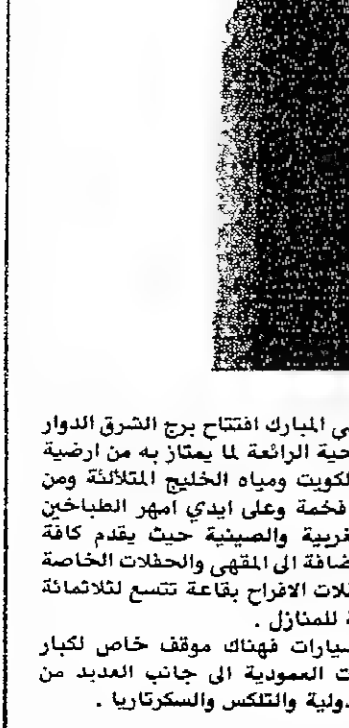 ي المبارك افتتاح برج الشرق الدوار
حية الرائعة لما يمتاز به من ارضية
لكويت ومياه الخليج المتلألئة ومن
فخمة وعلى ايدي امهر الطباخين
غربية والصينية حيث يقدم كافة
ضافة الى المقهى والحفلات الخاصة
لات الافراح بقاعة تتسع لثلاثمائة
للمنازل .
سيارات فهناك موقف خاص لكبار
ت العمودية الى جانب العديد من
دولية والتلكس والسكرتاريا .